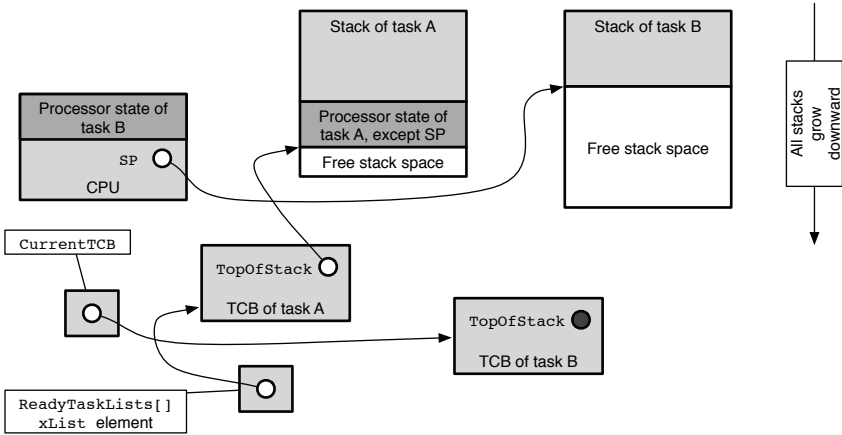 Stack of task A
Stack of task B
Processor state of
task B
SP
CPU
Processor state of
task A, except SP
Free stack space
Free stack space
All stacks
grow
downward
CurrentTCB
TopOfStack
TCB of task A
TopOfStack
TCB of task B
ReadyTaskLists[]
xList element